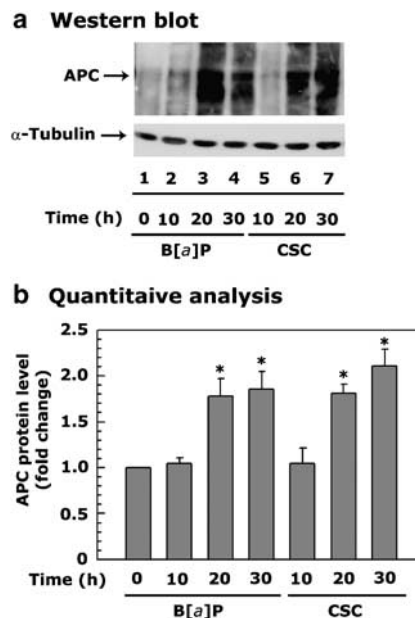 a Western blot
APC
α-Tubulin
1 2 3 4 5 6 7
Time (h) 0 10 20 30 10 20 30
B[a]P CSC
b Quantitaive analysis
APC protein level
(fold change)
2.5
2.0
1.5
1.0
0.5
0
* * * *
Time (h) 0 10 20 30 10 20 30
B[a]P CSC